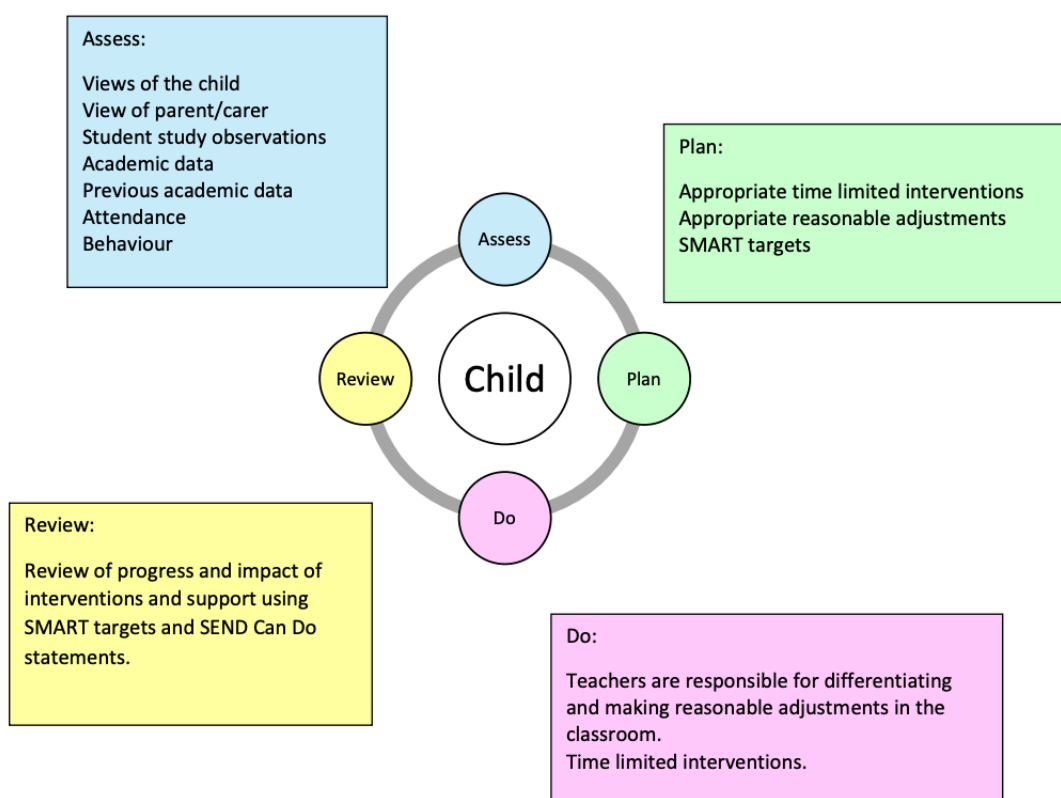 Assess:
Views of the child
View of parent/carer
Student study observations
Academic data
Previous academic data
Attendance
Behaviour
Plan:
Appropriate time limited interventions
Appropriate reasonable adjustments
SMART targets
Assess
Review
Child
Plan
Do
Review:
Review of progress and impact of
interventions and support using
SMART targets and SEND Can Do
statements.
Do:
Teachers are responsible for differentiating
and making reasonable adjustments in the
classroom.
Time limited interventions.